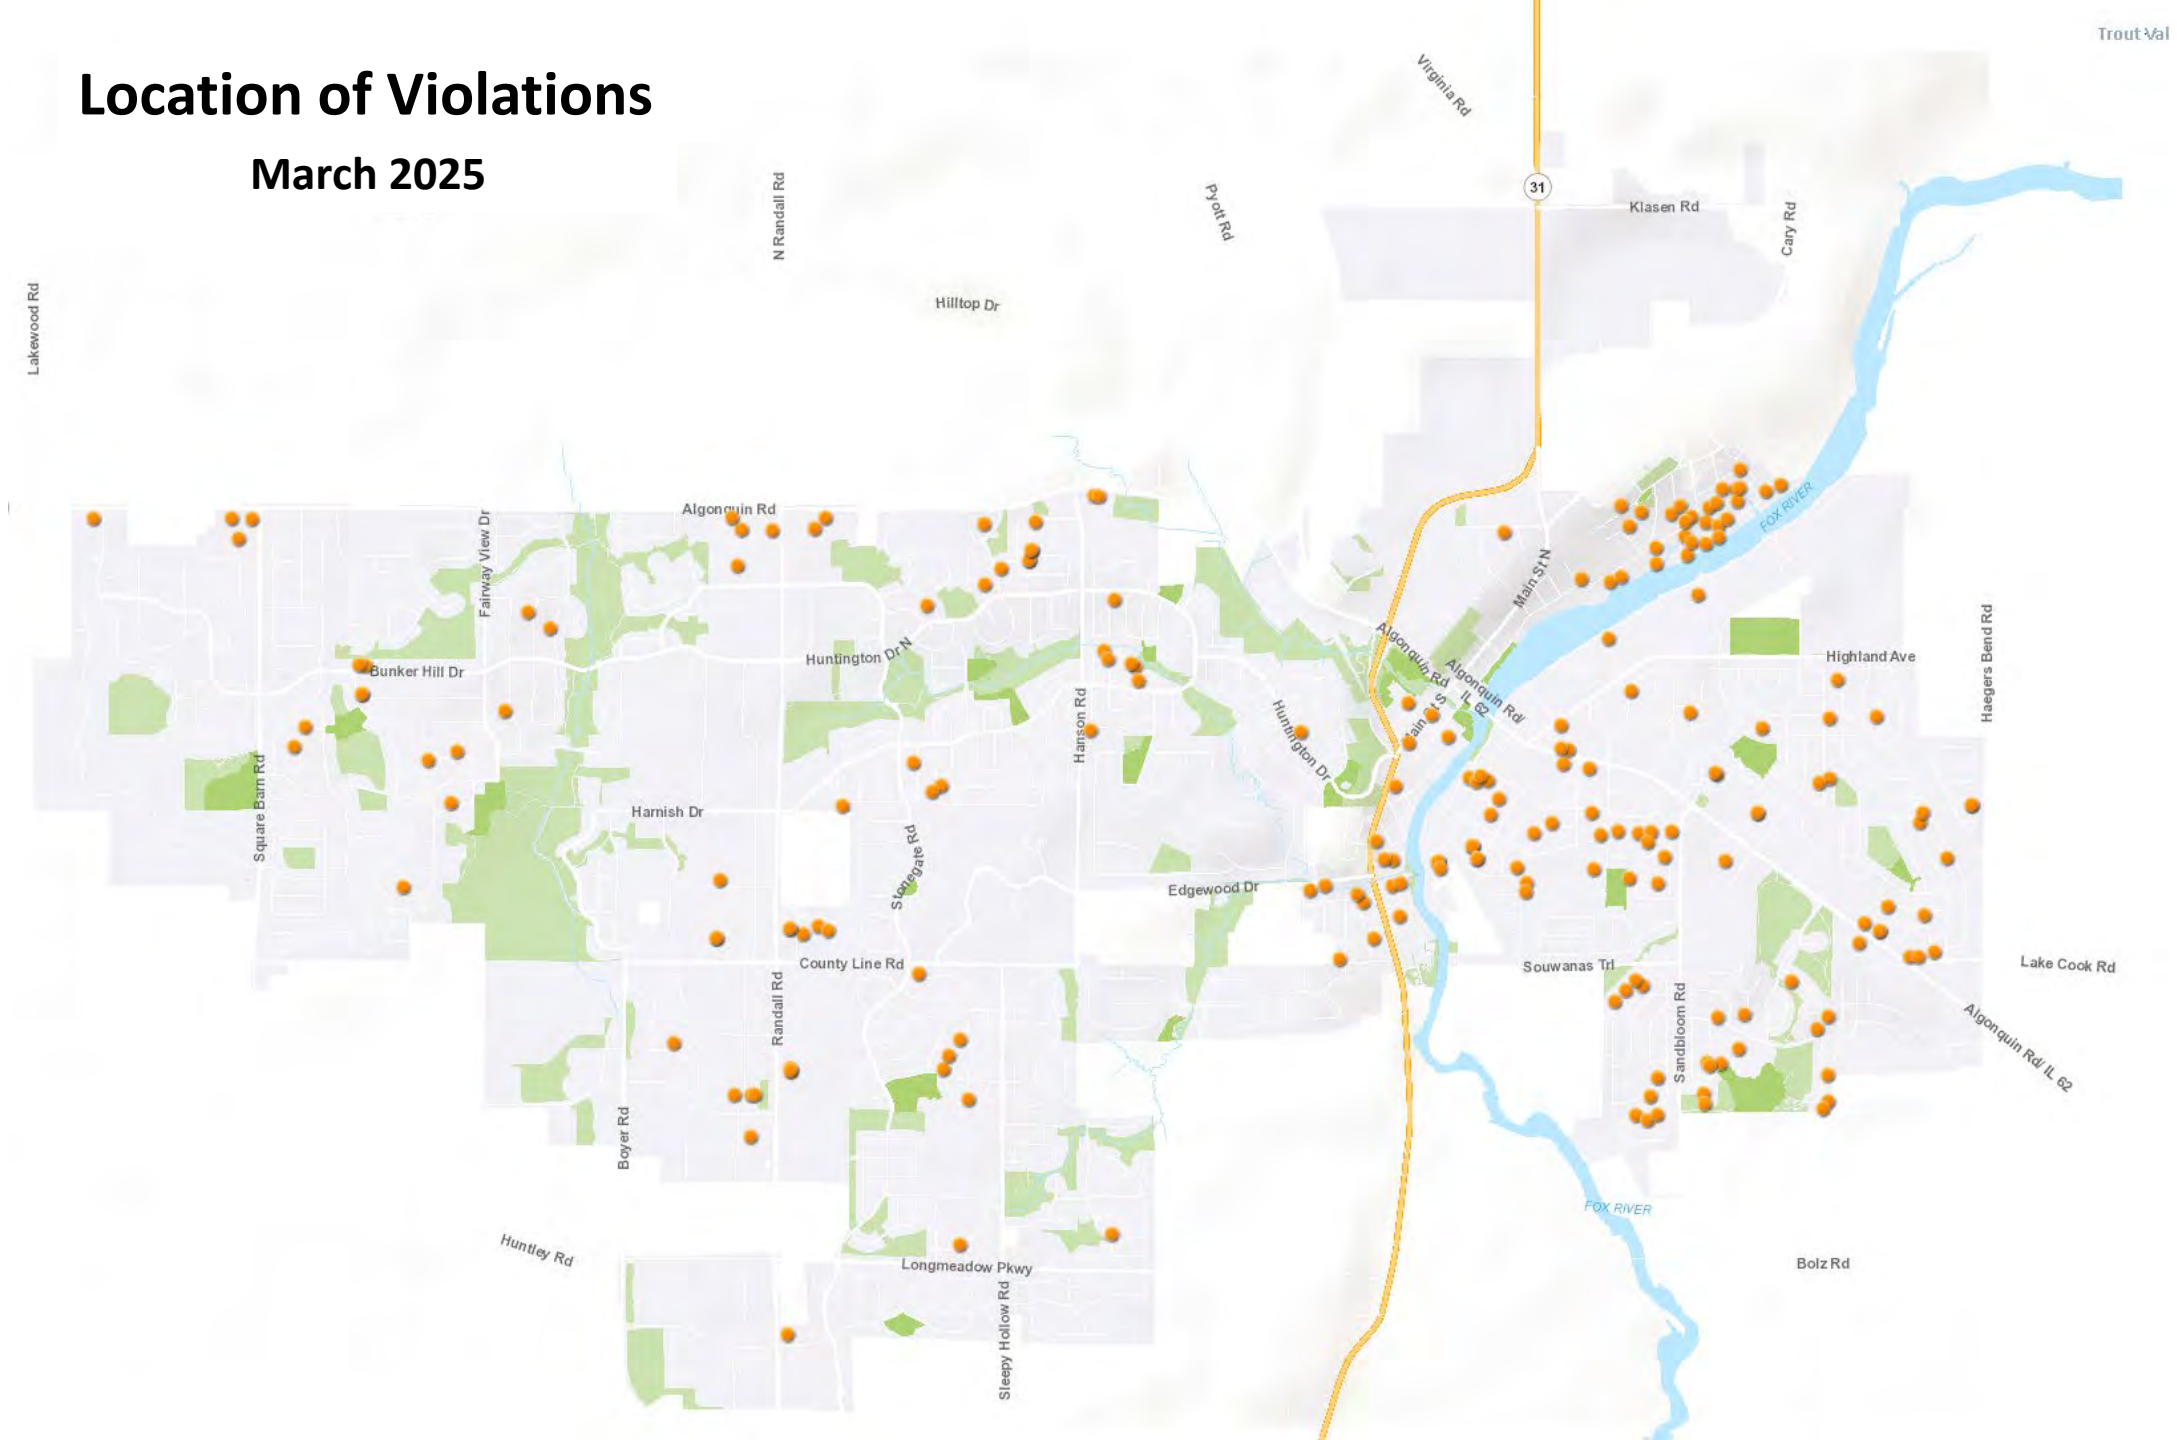 Trout Val
Location of Violations
March 2025
Virginia Rd
31
Klasen Rd
Cary Rd
N Randall Rd
Pyott Rd
Hilltop Dr
Lakewood Rd
Algonquin Rd
Fairway View Dr
FOX RIVER
Main St N
Algonquin Rd
Algonquin Rd/
IL 62
Main St S
Highland Ave
Haegers Bend Rd
Huntington Dr N
Bunker Hill Dr
Hanson Rd
Huntington Dr
Square Barn Rd
Harnish Dr
Stonegate Rd
Edgewood Dr
County Line Rd
Souwanas Trl
Lake Cook Rd
Randall Rd
Sandbloom Rd
Algonquin Rd/ IL 62
Boyer Rd
FOX RIVER
Huntley Rd
Longmeadow Pkwy
Bolz Rd
Sleepy Hollow Rd